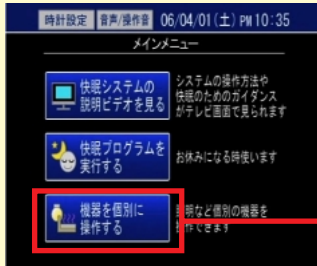 時計設定 音声/操作音 06/04/01(土) PM10:35
メインメニュー
快眠システムの
説明ビデオを見る
システムの操作方法や
快眠のためのガイダンス
がテレビ画面で見られます
快眠プログラムを
実行する
お休みになる時使います
機器を個別に
操作する
照明など個別の機器を
操作できます